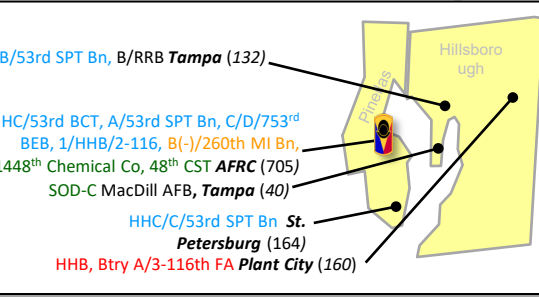 B/53rd SPT Bn, B/RRB Tampa (132)
HC/53rd BCT, A/53rd SPT Bn, C/D/753rd
BEB, 1/HHB/2-116, B(-)/260th MI Bn,
1448th Chemical Co, 48th CST AFRC (705)
SOD-C MacDill AFB, Tampa (40)
HHC/C/53rd SPT Bn St.
Petersburg (164)
HHB, Btry A/3-116th FA Plant City (160)
Pinellas
Hillsboro
ugh